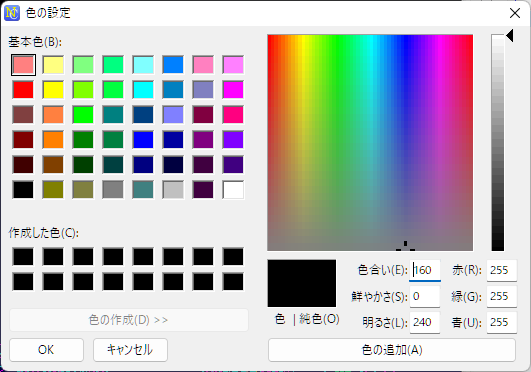 色の設定
基本色(B):
作成した色(C):
色の作成(D) >>
OK
キャンセル
色 | 純色(O)
色合い(E): 160
鮮やかさ(S): 0
明るさ(L): 240
赤(R): 255
緑(G): 255
青(U): 255
色の追加(A)